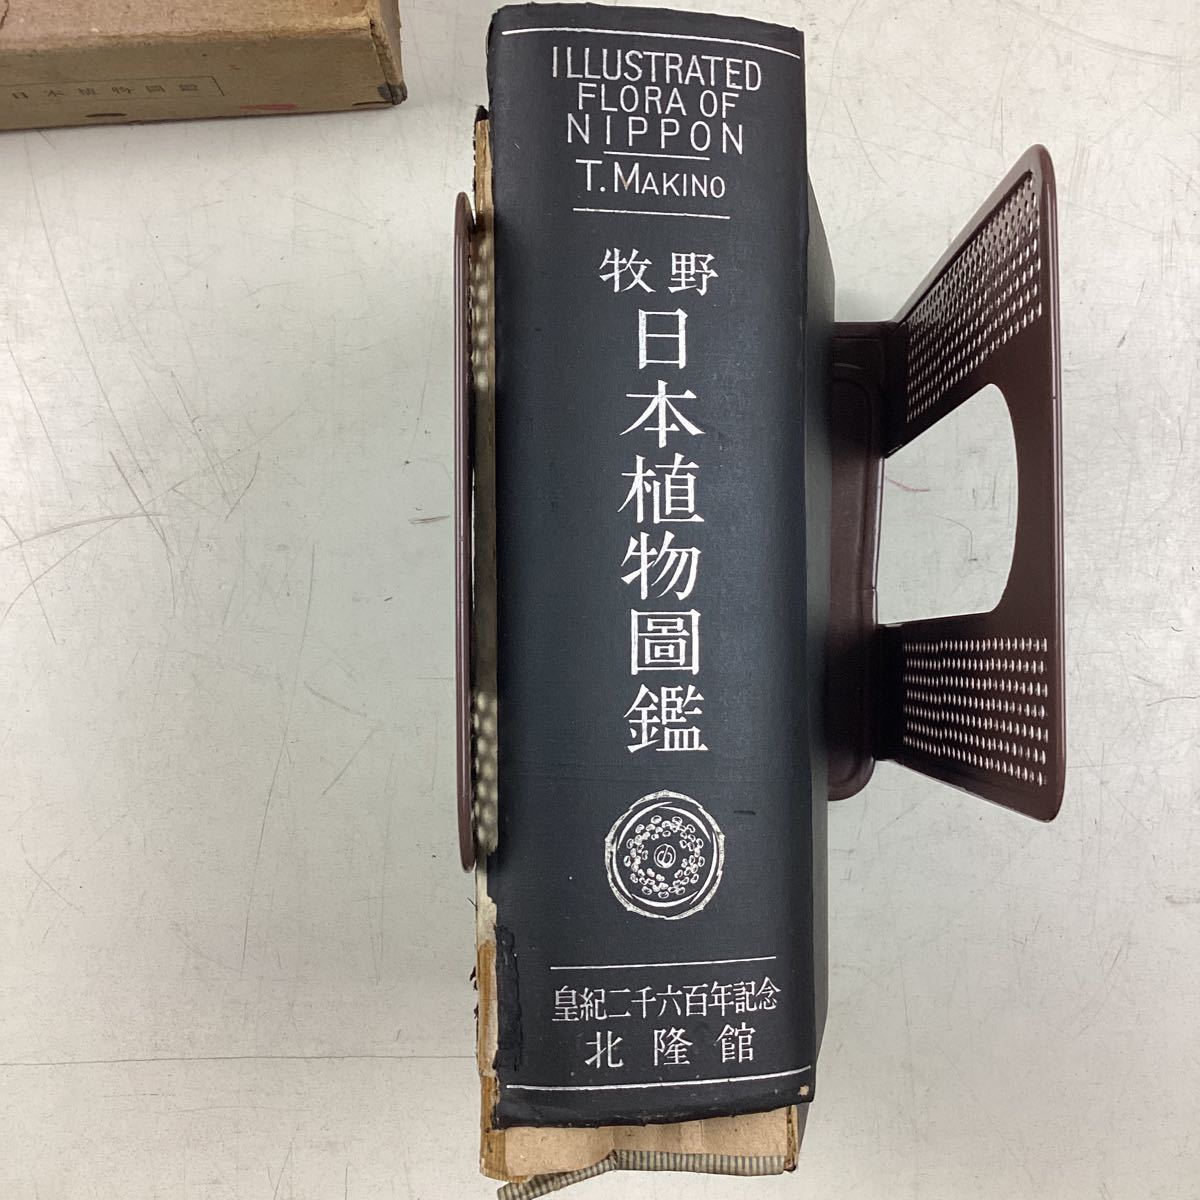 日本植物圖鑑
ILLUSTRATED
FLORA OF
NIPPON
T. MAKINO
牧野
日本植物圖鑑
皇紀二千六百年記念
北隆館